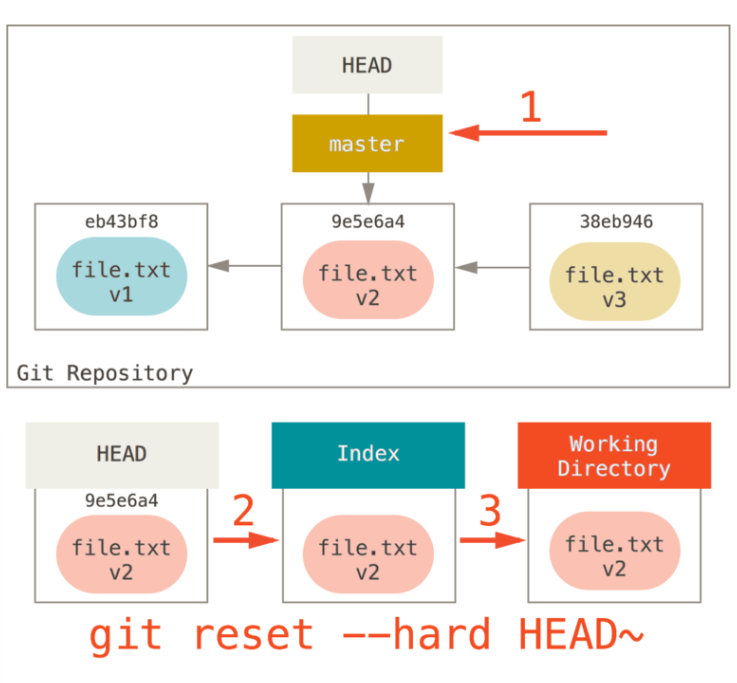 HEAD
1
master
eb43bf8
9e5e6a4
38eb946
file.txt
v1
file.txt
v2
file.txt
v3
Git Repository
HEAD
Index
Working
Directory
9e5e6a4
2
3
file.txt
v2
file.txt
v2
file.txt
v2
git reset --hard HEAD~